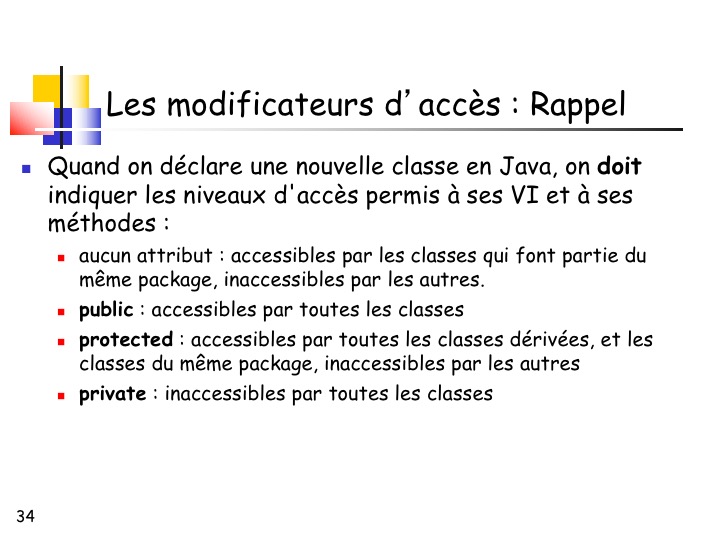 Les modificateurs d’accès : Rappel
Quand on déclare une nouvelle classe en Java, on doit
indiquer les niveaux d'accès permis à ses VI et à ses
méthodes :
aucun attribut : accessibles par les classes qui font partie du
même package, inaccessibles par les autres.
public : accessibles par toutes les classes
protected : accessibles par toutes les classes dérivées, et les
classes du même package, inaccessibles par les autres
private : inaccessibles par toutes les classes
34